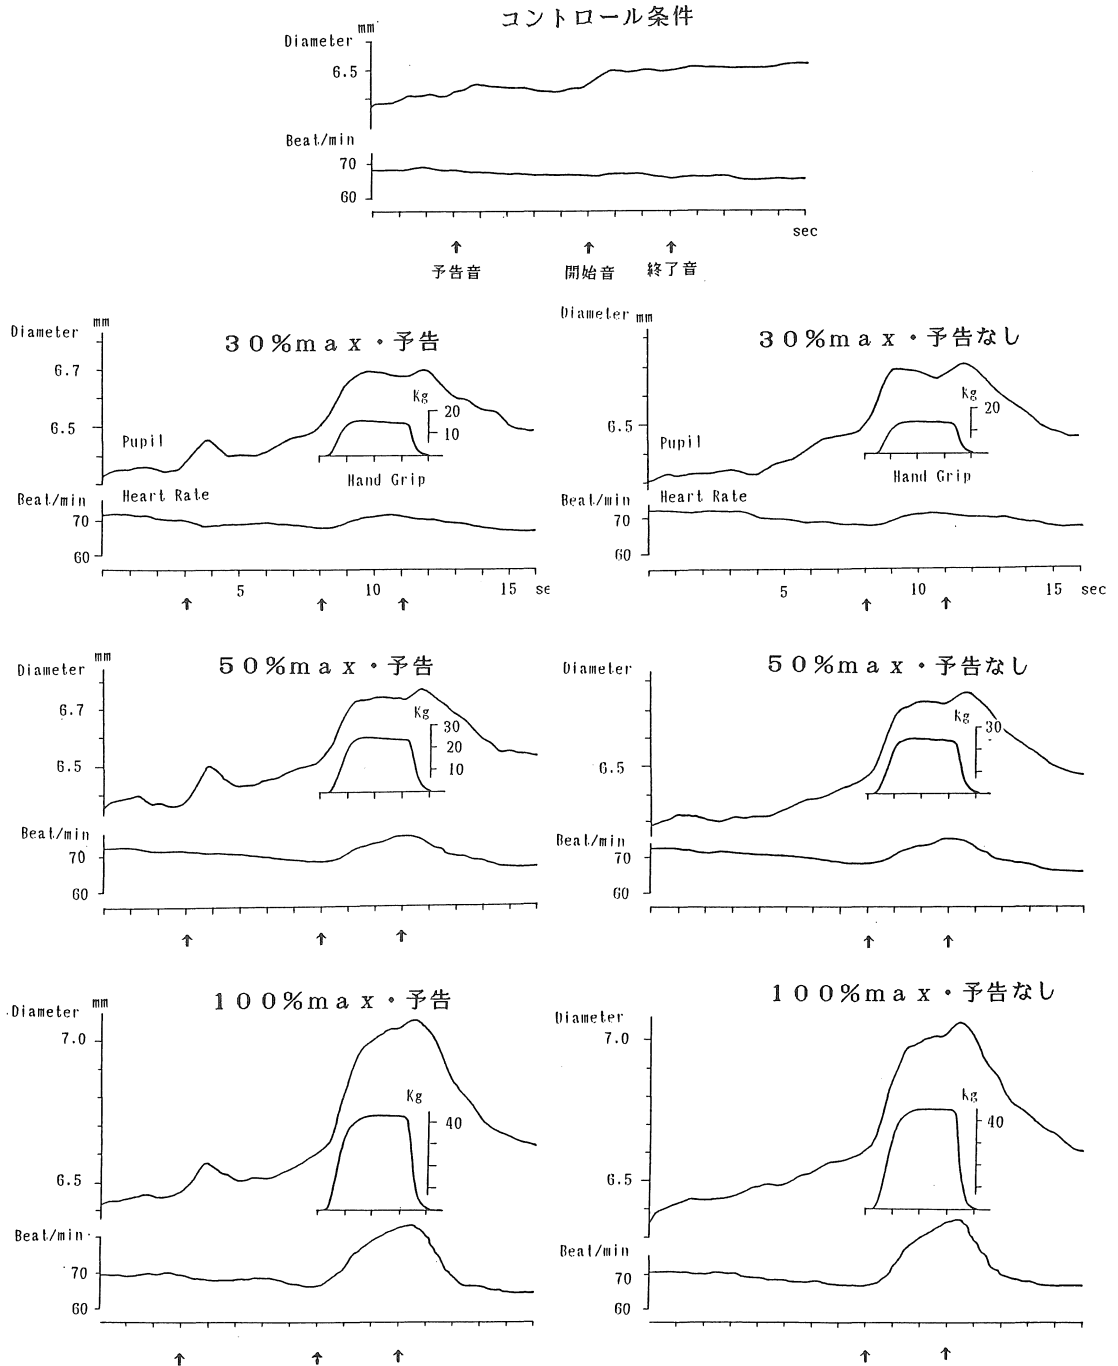 コントロール条件
mm
Diameter
6.5
Beat/min
70
60
sec
予告音 開始音 終了音
30%max・予告
mm
Diameter
6.7
6.5
Pupil
Kg
20
10
Hand Grip
Beat/min
Heart Rate
70
60
5 10 15 se
30%max・予告なし
Diameter mm
6.5
Pupil
Kg
20
Hand Grip
Beat/min
Heart Rate
70
60
5 10 15 sec
50%max・予告
mm
Diameter
6.7
6.5
Kg
30
20
10
Beat/min
70
60
50%max・予告なし
Diameter
6.5
Kg
30
Beat/min
70
60
100%max・予告
mm
Diameter
7.0
6.5
Kg
40
Beat/min
70
60
100%max・予告なし
Diameter
7.0
6.5
Kg
40
Beat/min
70
60